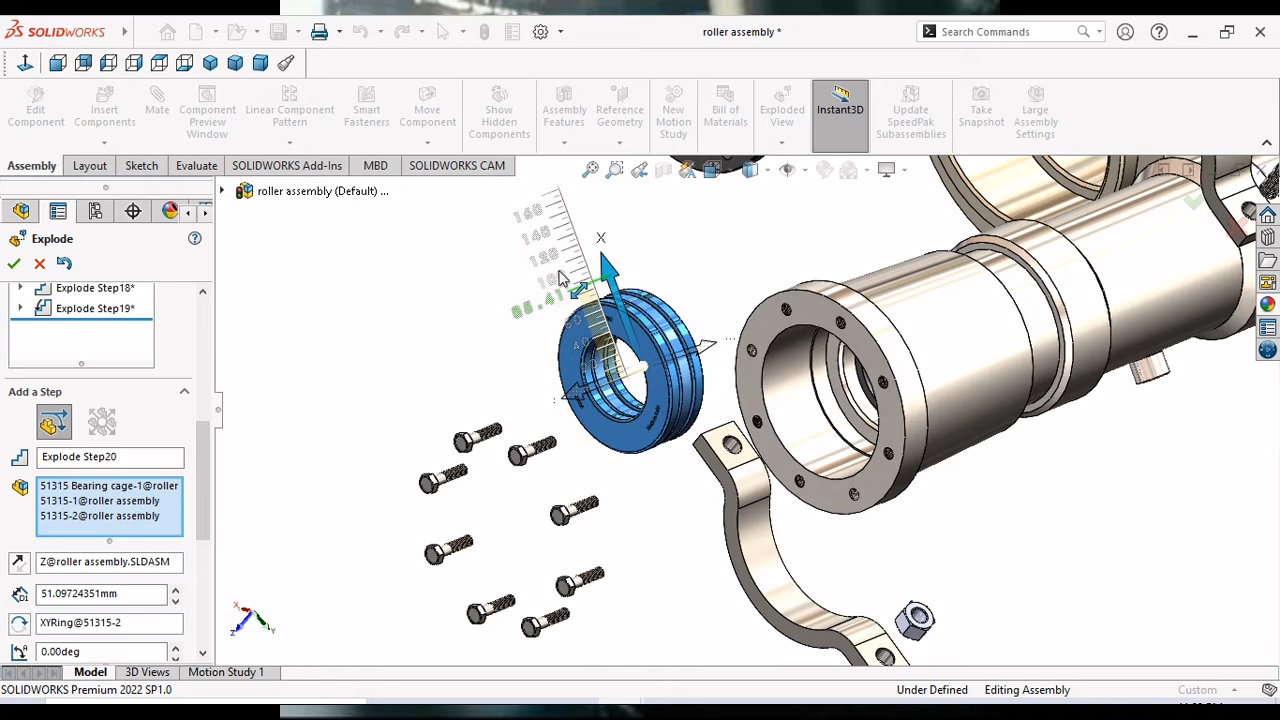 SOLIDWORKS
roller assembly *
Search Commands
Edit Component
Insert Components
Mate
Component Preview Window
Linear Component Pattern
Smart Fasteners
Move Component
Show Hidden Components
Assembly Features
Reference Geometry
New Motion Study
Bill of Materials
Exploded View
Instant3D
Update SpeedPak Subassemblies
Take Snapshot
Large Assembly Settings
Assembly
Layout
Sketch
Evaluate
SOLIDWORKS Add-Ins
MBD
SOLIDWORKS CAM
roller assembly (Default) ...
Explode
Explode Step18*
Explode Step19*
Add a Step
Explode Step20
51315 Bearing cage-1@roller
51315-1@roller assembly
51315-2@roller assembly
Z@roller assembly.SLDASM
51.09724351mm
XYRing@51315-2
0.00deg
160
140
120
X
X
Y
Z
Model
3D Views
Motion Study 1
SOLIDWORKS Premium 2022 SP1.0
Under Defined
Editing Assembly
Custom